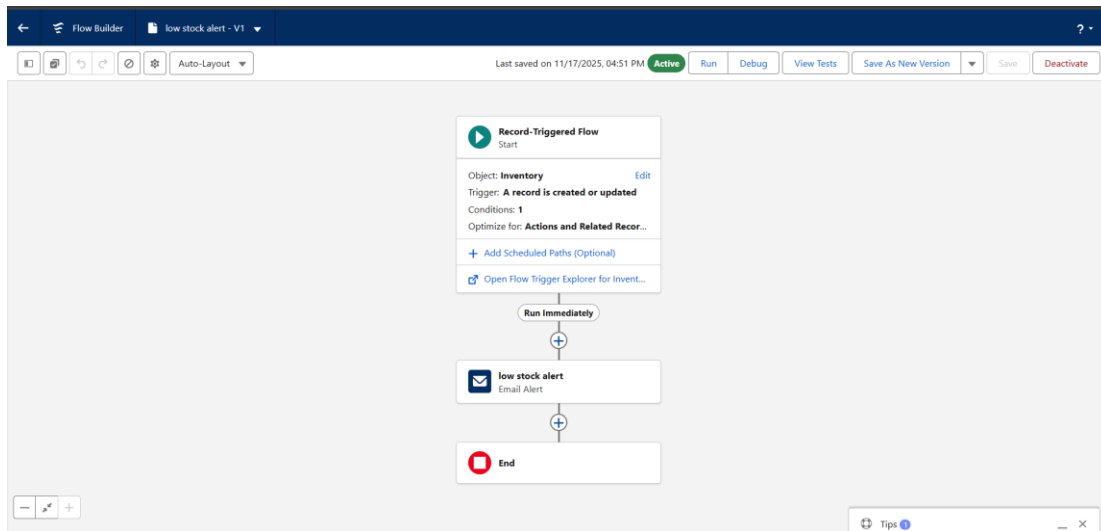 Flow Builder
low stock alert - V1
?
Auto-Layout
Last saved on 11/17/2025, 04:51 PM
Active
Run
Debug
View Tests
Save As New Version
Save
Deactivate
Record-Triggered Flow
Start
Object: Inventory
Edit
Trigger: A record is created or updated
Conditions: 1
Optimize for: Actions and Related Recor...
+ Add Scheduled Paths (Optional)
Open Flow Trigger Explorer for Invent...
Run Immediately
low stock alert
Email Alert
End
Tips 1